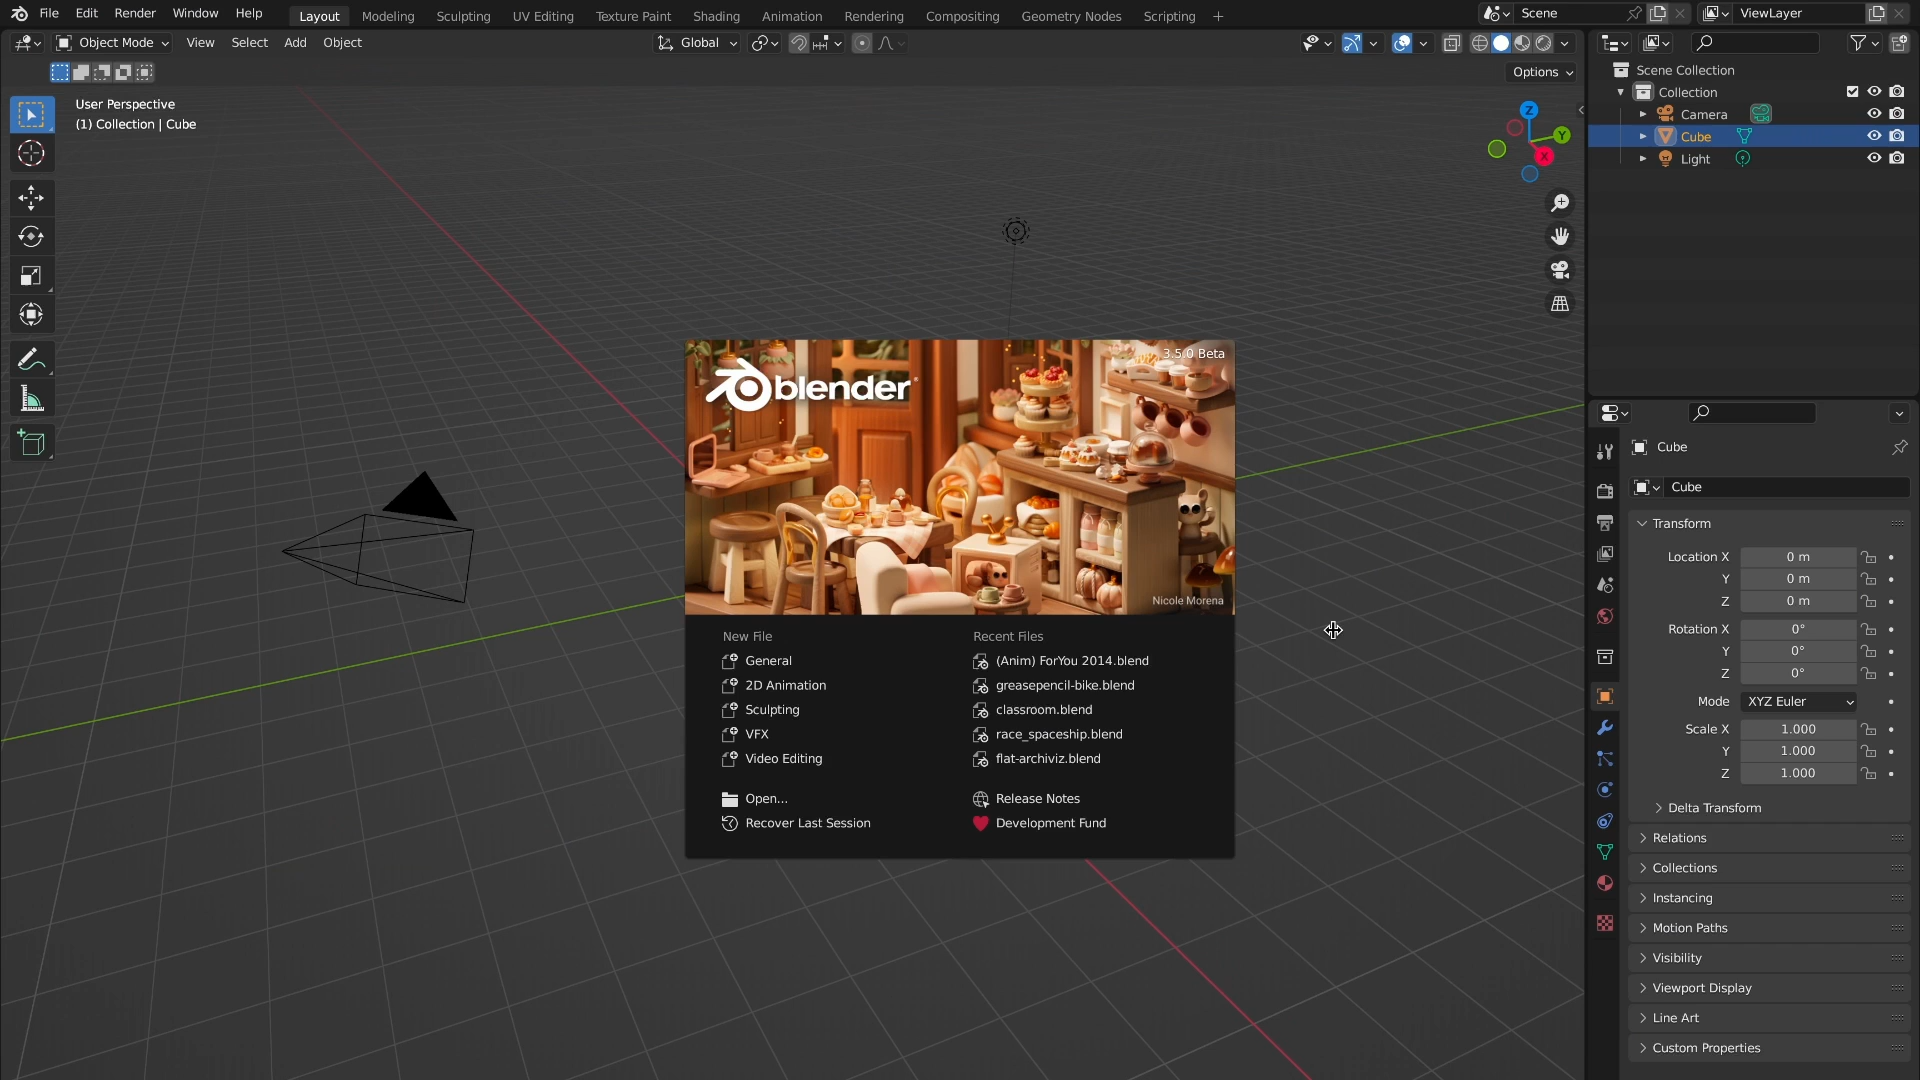 File Edit Render Window Help Layout Modeling Sculpting UV Editing Texture Paint Shading Animation Rendering Compositing Geometry Nodes Scripting + Scene ViewLayer
Object Mode View Select Add Object Global
Options
User Perspective
(1) Collection | Cube
Z
Y
X
Scene Collection
Collection
Camera
Cube
Light
3.5.0 Beta
blender
Nicole Morena
New File
General
2D Animation
Sculpting
VFX
Video Editing
Open...
Recover Last Session
Recent Files
(Anim) ForYou 2014.blend
greasepencil-bike.blend
classroom.blend
race_spaceship.blend
flat-archiviz.blend
Release Notes
Development Fund
Cube
Cube
Transform
Location X 0 m
Y 0 m
Z 0 m
Rotation X 0°
Y 0°
Z 0°
Mode XYZ Euler
Scale X 1.000
Y 1.000
Z 1.000
Delta Transform
Relations
Collections
Instancing
Motion Paths
Visibility
Viewport Display
Line Art
Custom Properties